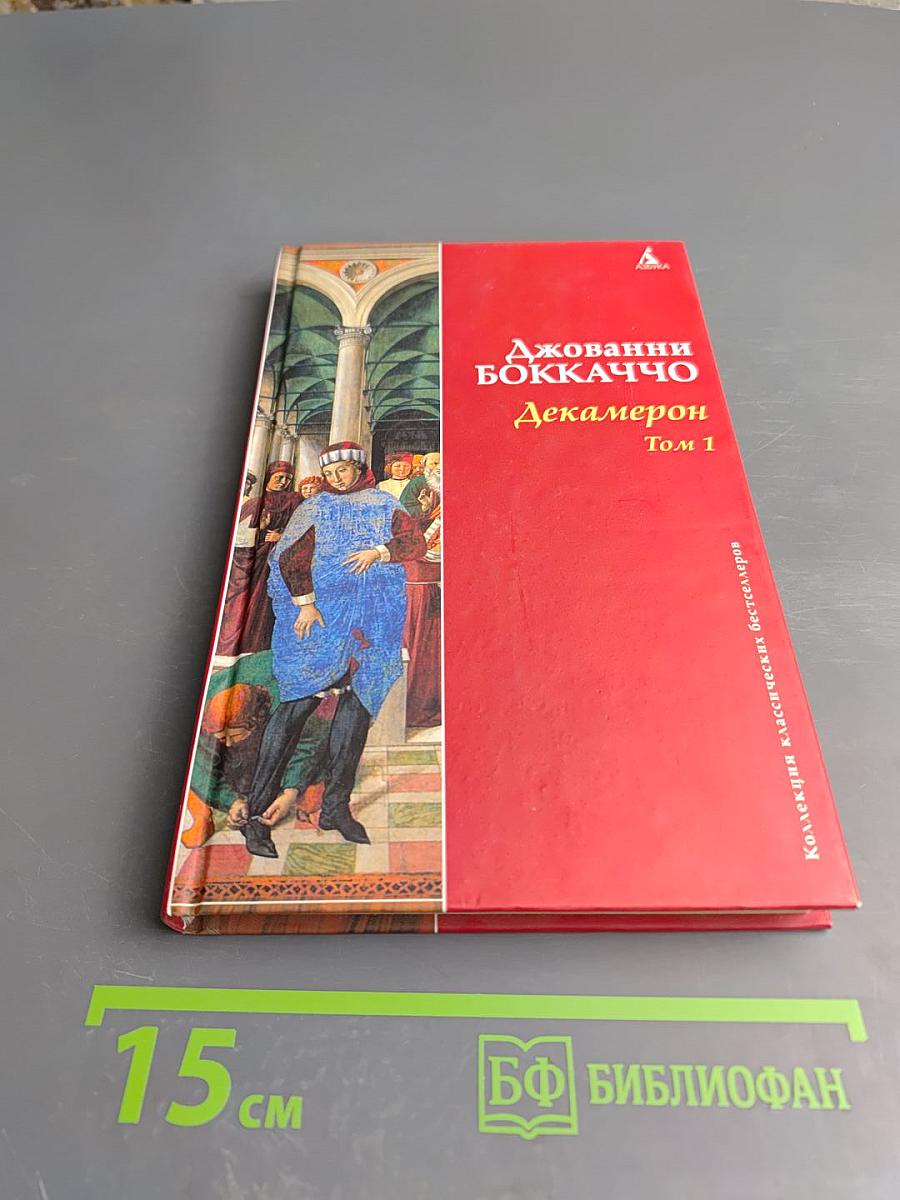 АЗБУКА
Джованни
БОККАЧЧО
Декамерон
Том 1
Коллекция классических бестселлеров
15 см
БФ БИБЛИОФАН